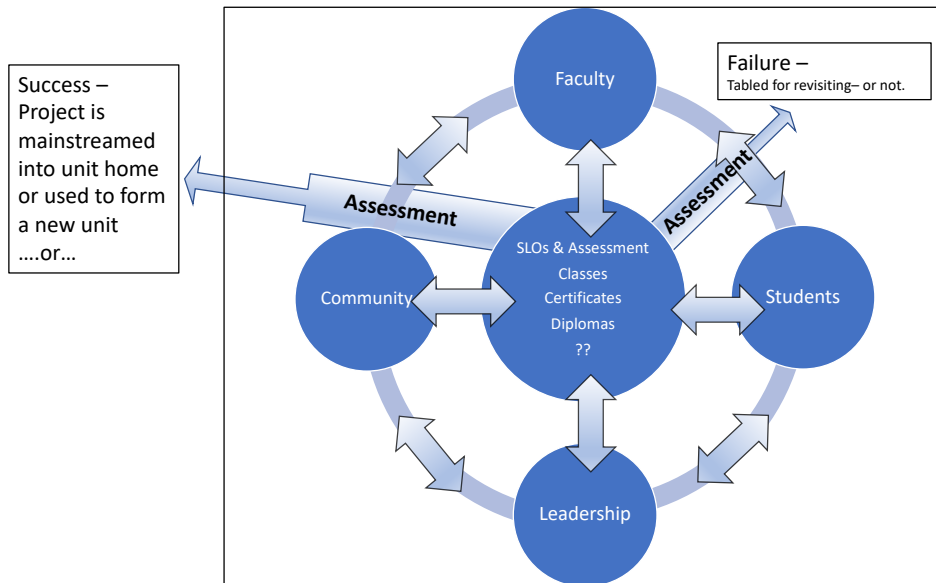 Success –
Project is
mainstreamed
into unit home
or used to form
a new unit
….or…
Faculty
Failure –
Tabled for revisiting– or not.
Assessment
Assessment
SLOs & Assessment
Classes
Certificates
Diplomas
??
Community
Students
Leadership